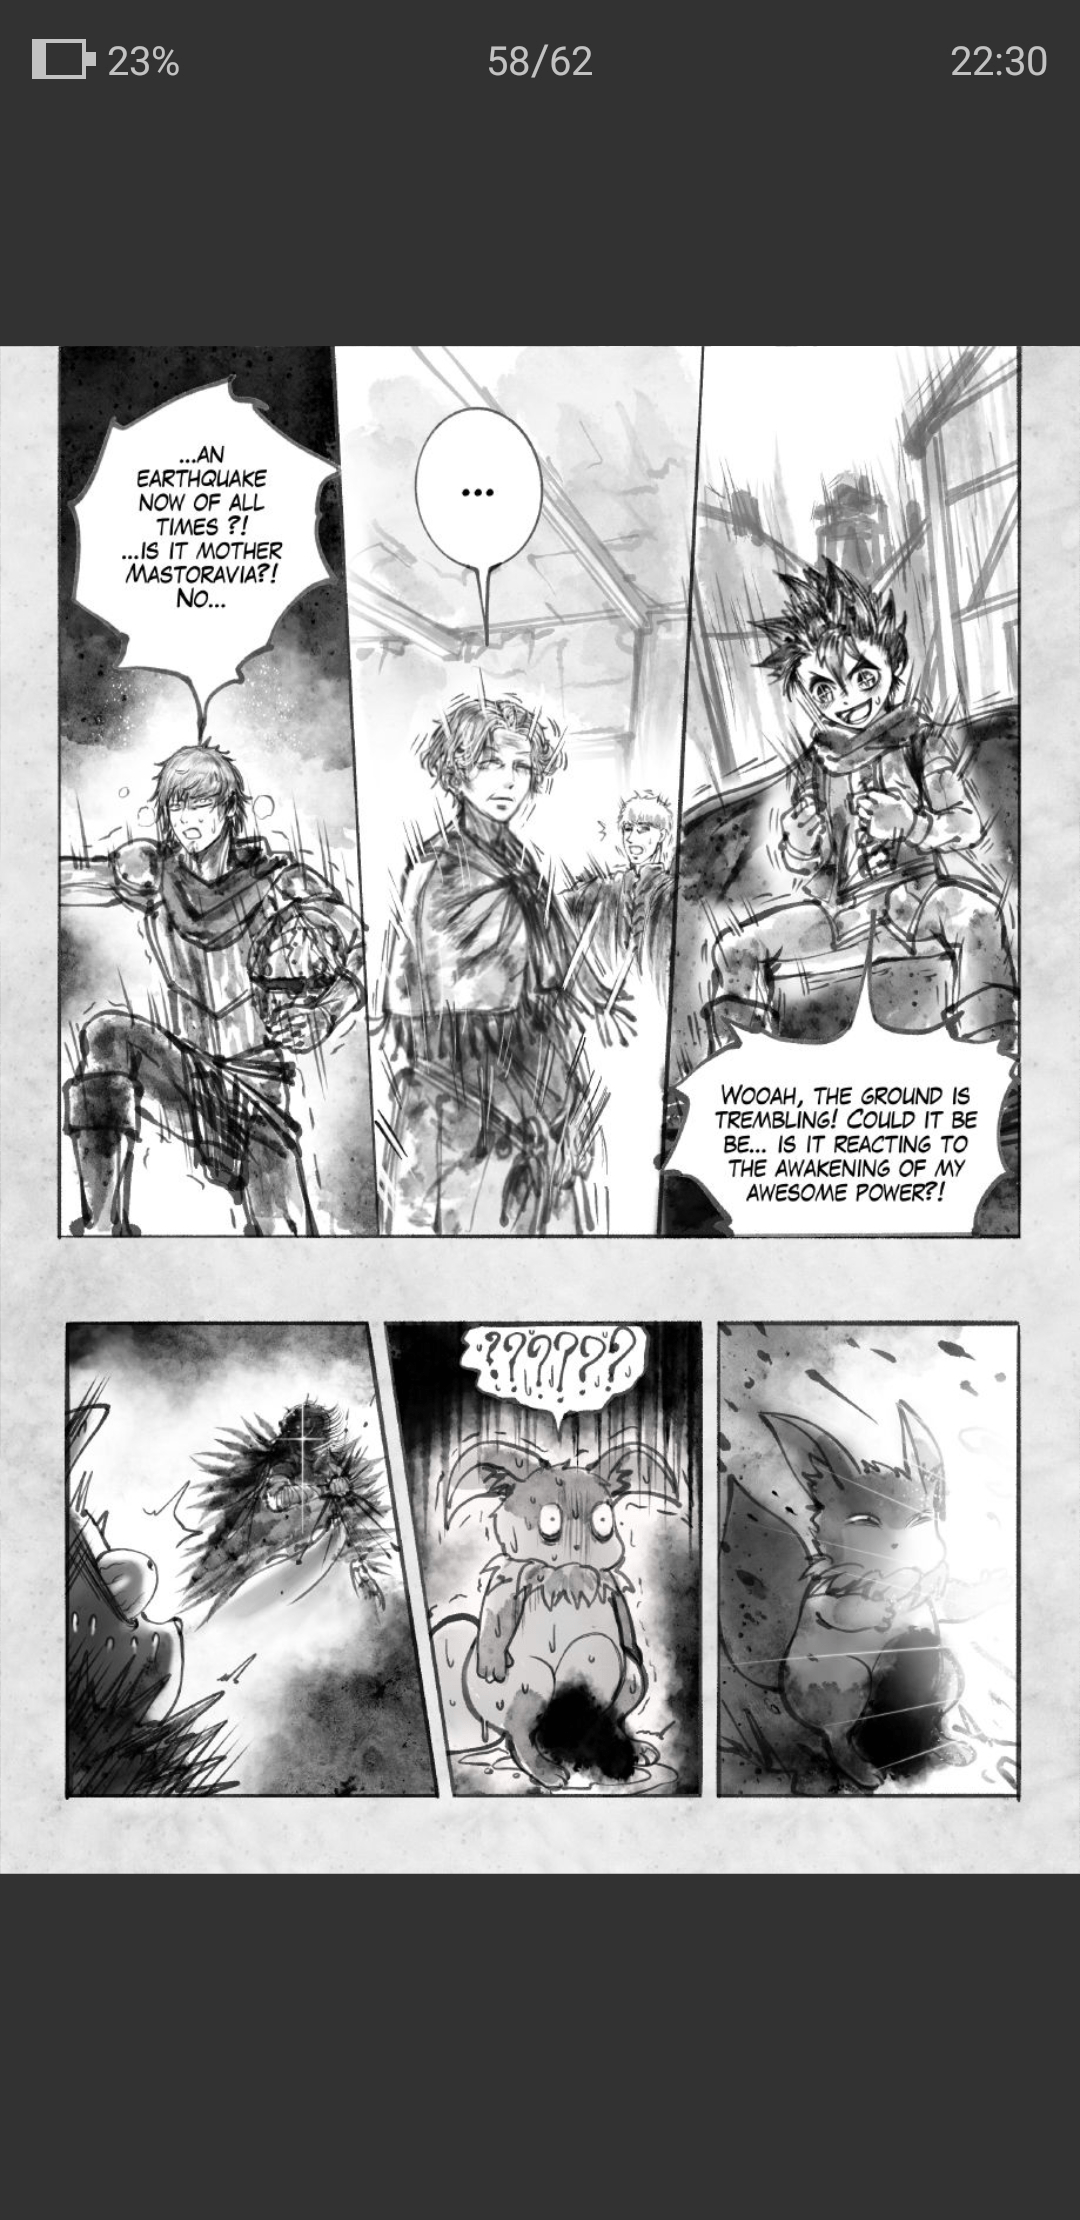 23%
58/62
22:30
...AN
EARTHQUAKE
NOW OF ALL
TIMES ?!
...IS IT MOTHER
MASTORAVIA?!
NO...
...
WOOAH, THE GROUND IS
TREMBLING! COULD IT BE
BE... IS IT REACTING TO
THE AWAKENING OF MY
AWESOME POWER?!
??????